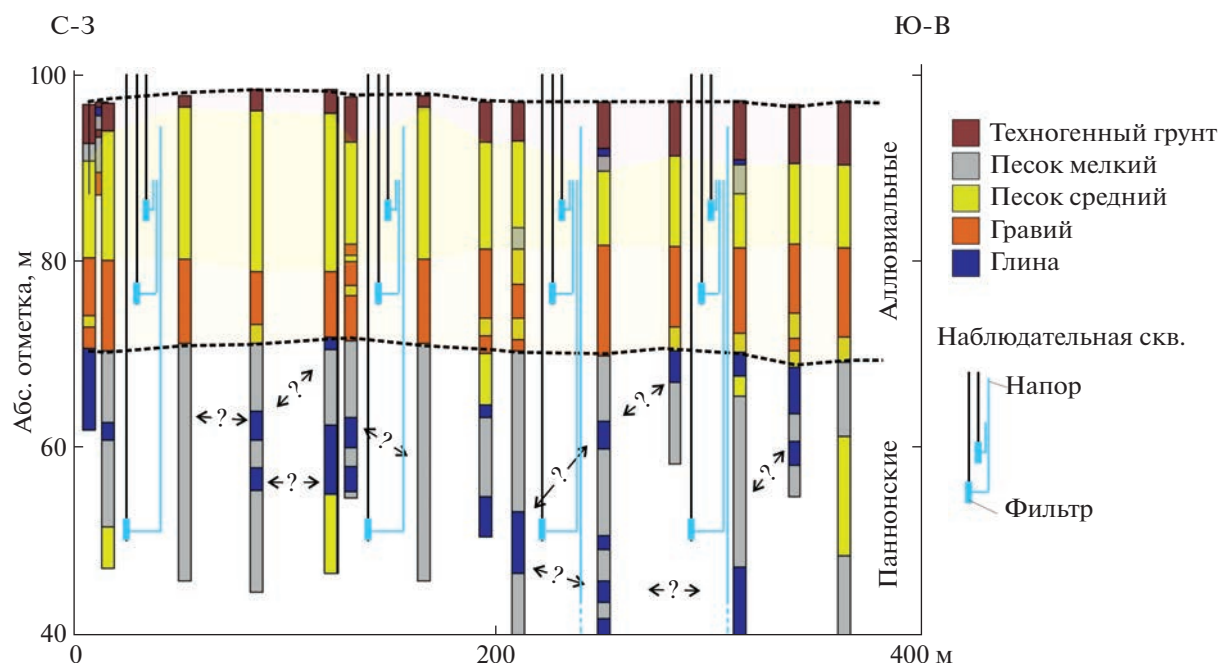 С-З
Ю-В
100
80
60
40
Абс. отметка, м
0
200
400 м
?
?
?
?
?
?
?
?
?
Аллювиальные
Паннонские
Техногенный грунт
Песок мелкий
Песок средний
Гравий
Глина
Наблюдательная скв.
Напор
Фильтр